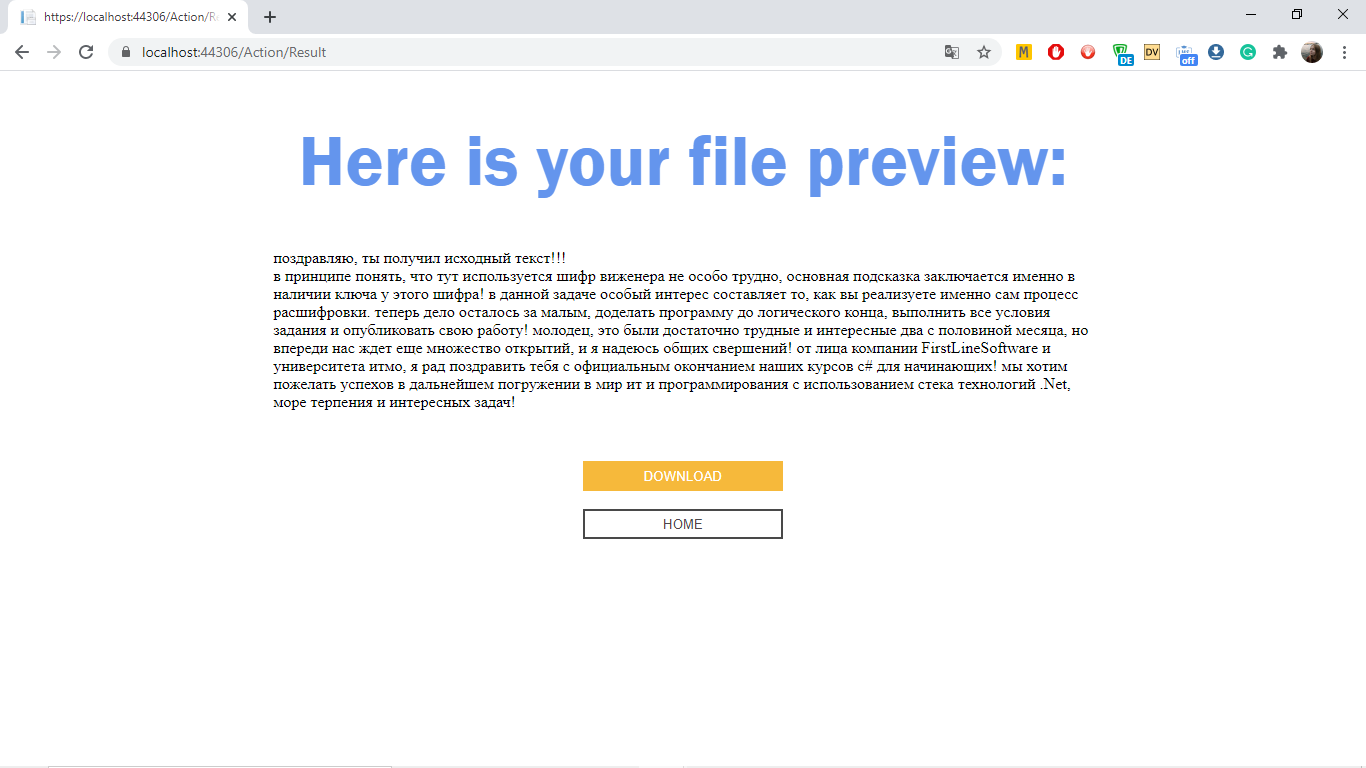 https://localhost:44306/Action/R
localhost:44306/Action/Result
M
DE
DV
off
G
Here is your file preview:
поздравляю, ты получил исходный текст!!!
в принципе понять, что тут используется шифр виженера не особо трудно, основная подсказка заключается именно в
наличии ключа у этого шифра! в данной задаче особый интерес составляет то, как вы реализуете именно сам процесс
расшифровки. теперь дело осталось за малым, доделать программу до логического конца, выполнить все условия
задания и опубликовать свою работу! молодец, это были достаточно трудные и интересные два с половиной месяца, но
впереди нас ждет еще множество открытий, и я надеюсь общих свершений! от лица компании FirstLineSoftware и
университета итмо, я рад поздравить тебя с официальным окончанием наших курсов c# для начинающих! мы хотим
пожелать успехов в дальнейшем погружении в мир ит и программирования с использованием стека технологий .Net,
море терпения и интересных задач!
DOWNLOAD
HOME